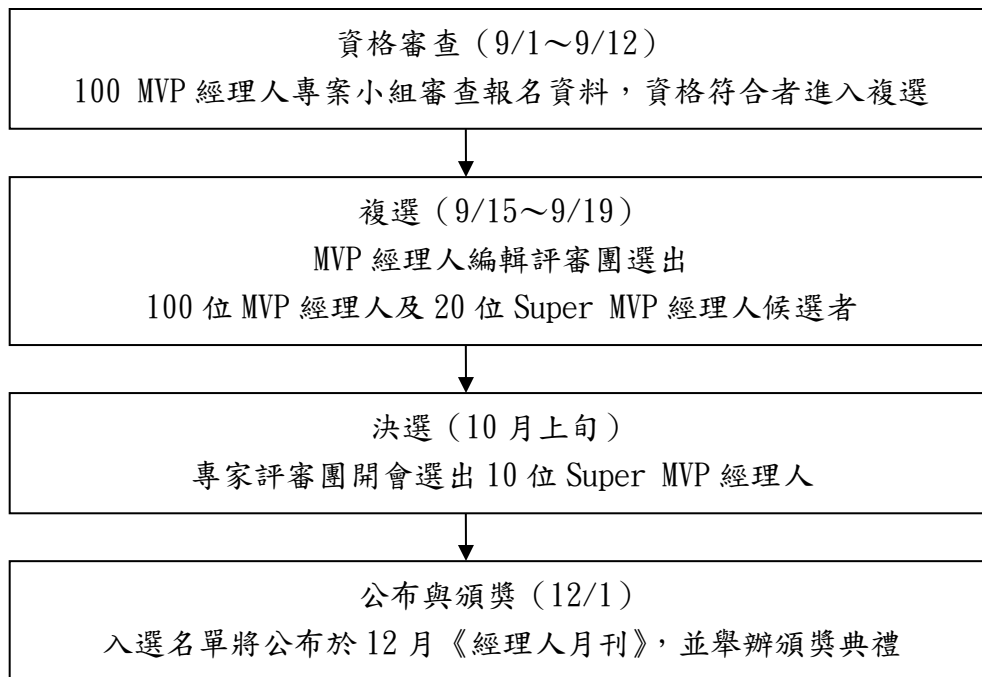 資格審查（9/1～9/12）
100 MVP 經理人專案小組審查報名資料，資格符合者進入複選
複選（9/15～9/19）
MVP 經理人編輯評審團選出
100 位 MVP 經理人及 20 位 Super MVP 經理人候選者
決選（10 月上旬）
專家評審團開會選出 10 位 Super MVP 經理人
公布與頒獎（12/1）
入選名單將公布於 12 月《經理人月刊》，並舉辦頒獎典禮